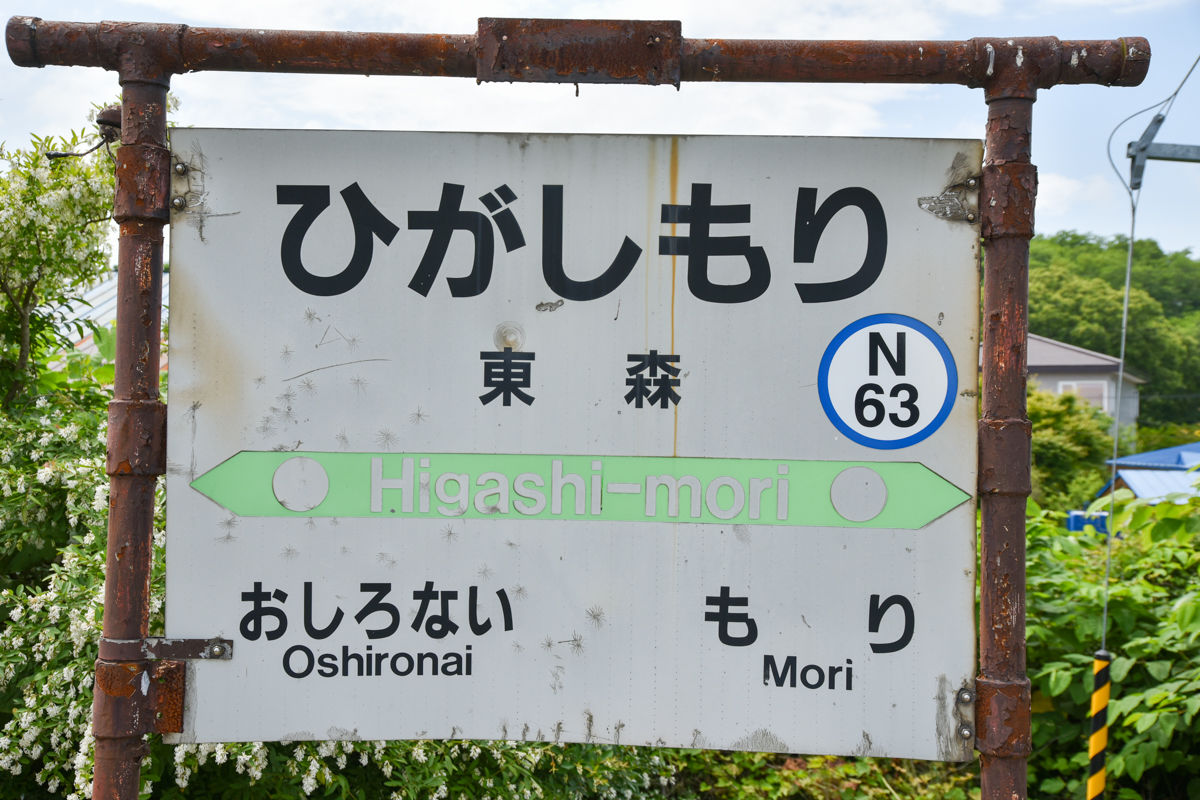 ひがしもり
東 森
N
63
Higashi-mori
おしろない
Oshironai
もり
Mori